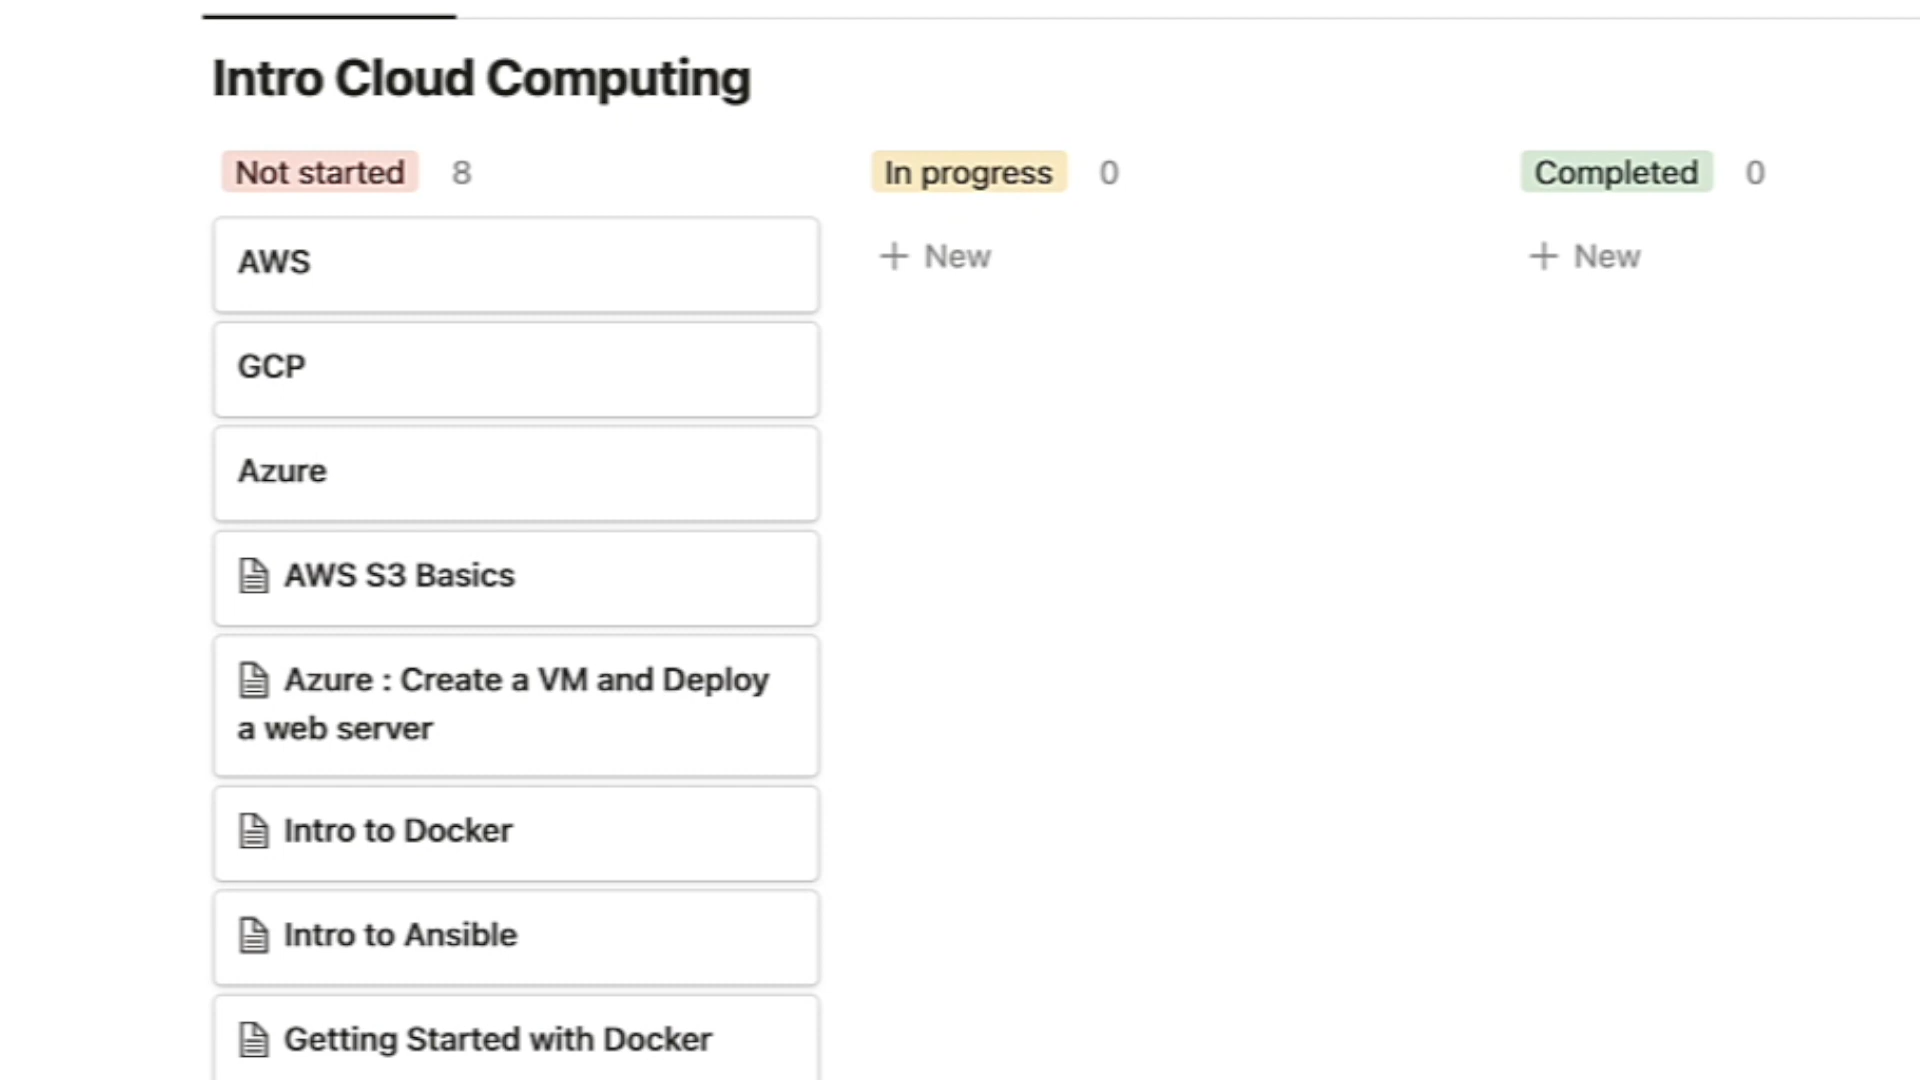 Intro Cloud Computing
Not started 8
In progress 0
Completed 0
AWS
+ New
+ New
GCP
Azure
AWS S3 Basics
Azure : Create a VM and Deploy
a web server
Intro to Docker
Intro to Ansible
Getting Started with Docker